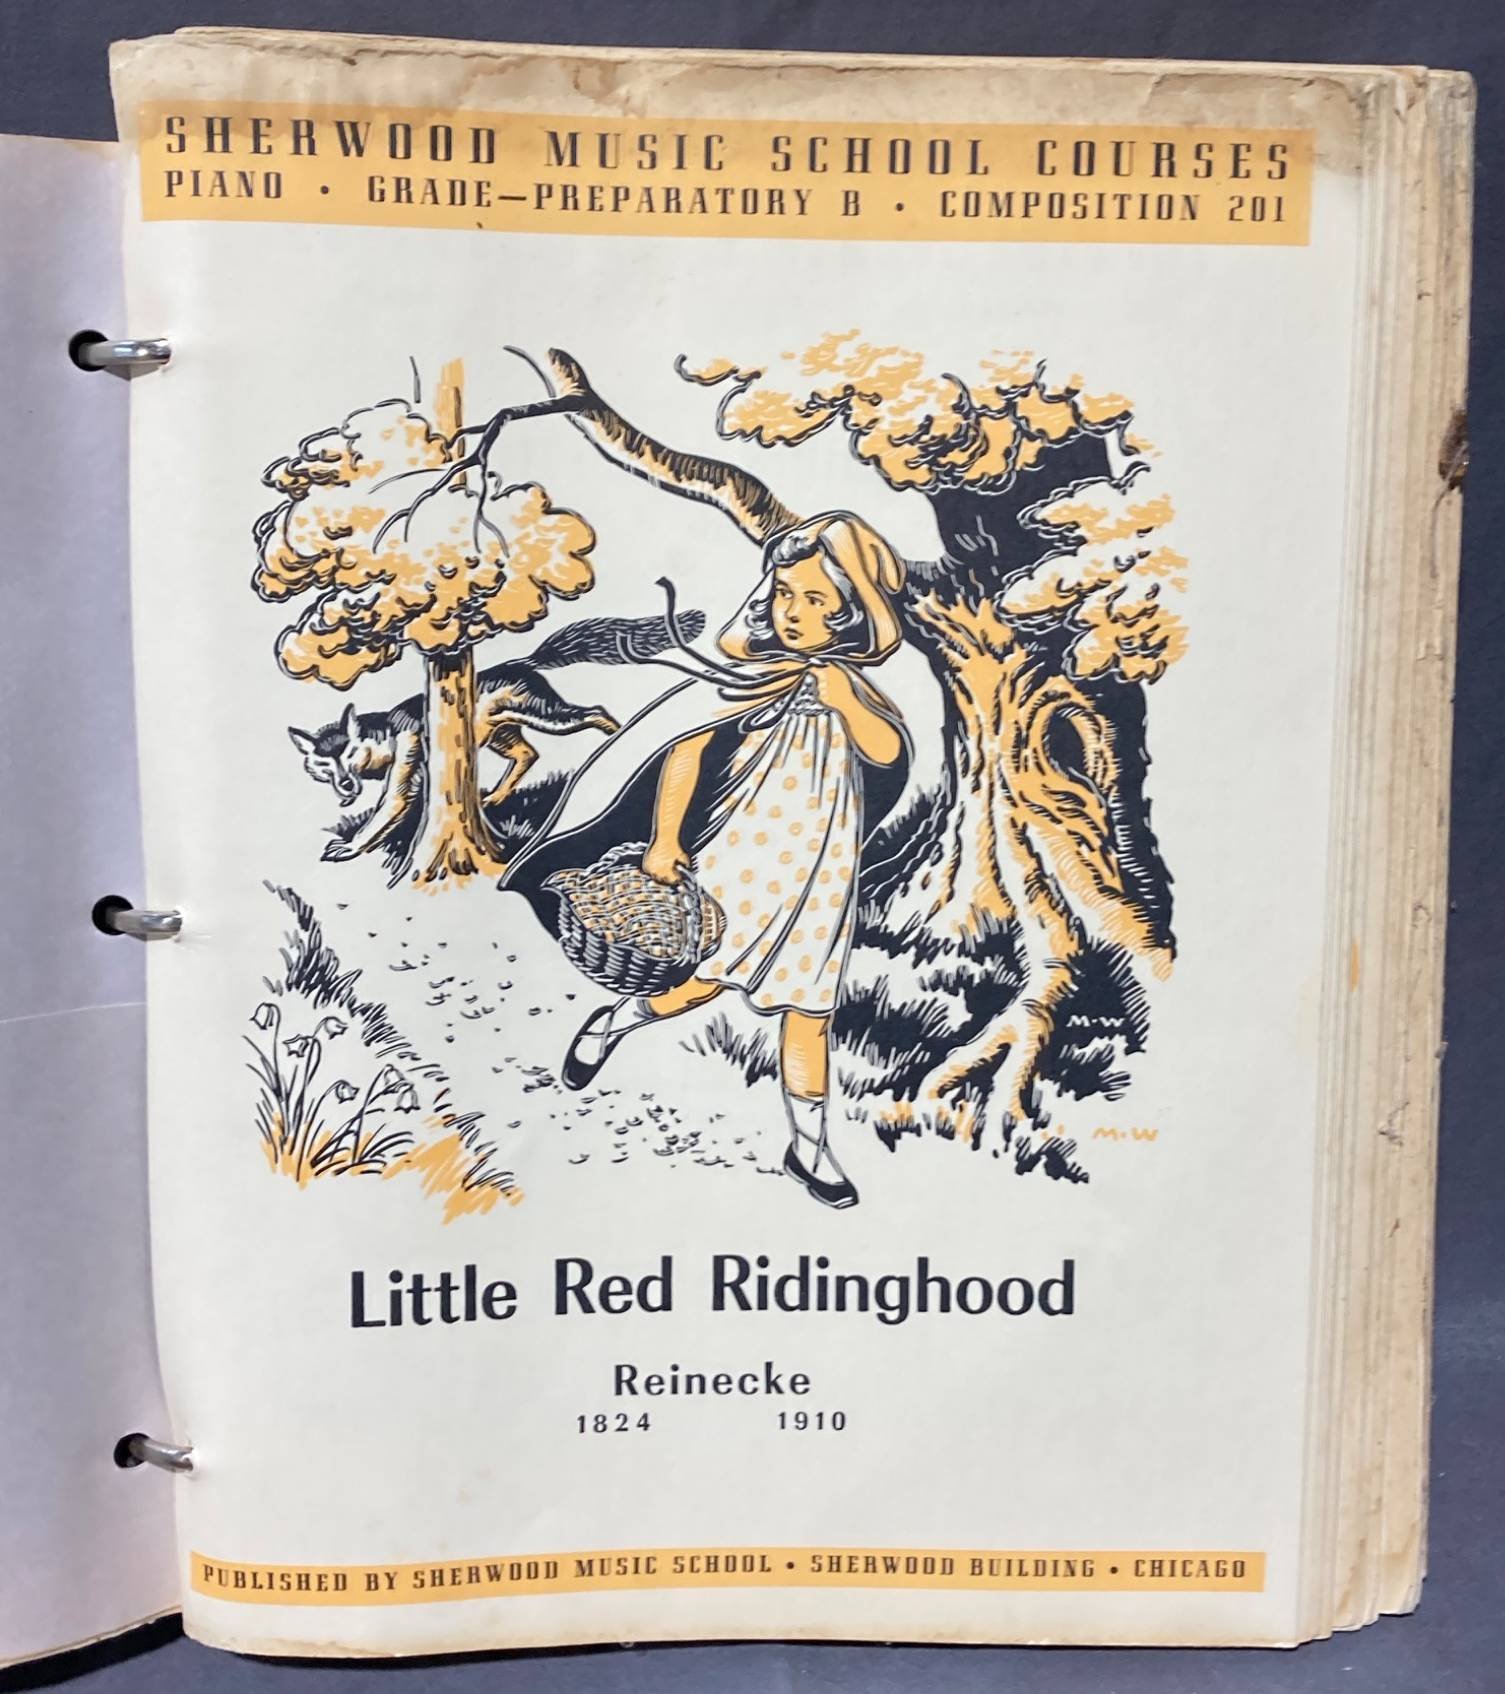 SHERWOOD MUSIC SCHOOL COURSES
PIANO • GRADE—PREPARATORY B • COMPOSITION 201
M-W
M-W
Little Red Ridinghood
Reinecke
1824 1910
PUBLISHED BY SHERWOOD MUSIC SCHOOL • SHERWOOD BUILDING • CHICAGO